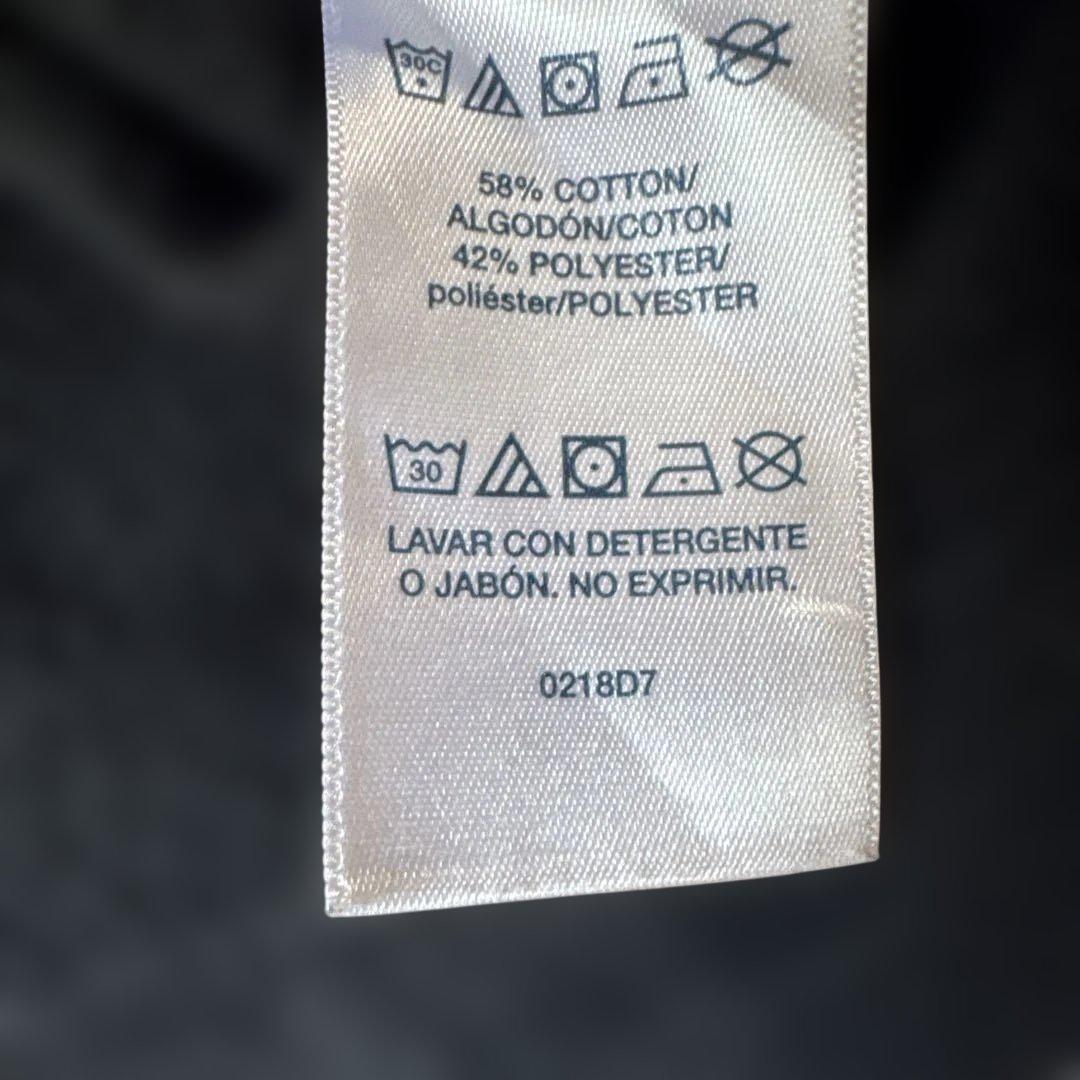 30C
58% COTTON/
ALGODÓN/COTON
42% POLYESTER/
poliéster/POLYESTER
30
LAVAR CON DETERGENTE
O JABÓN. NO EXPRIMIR.
0218D7